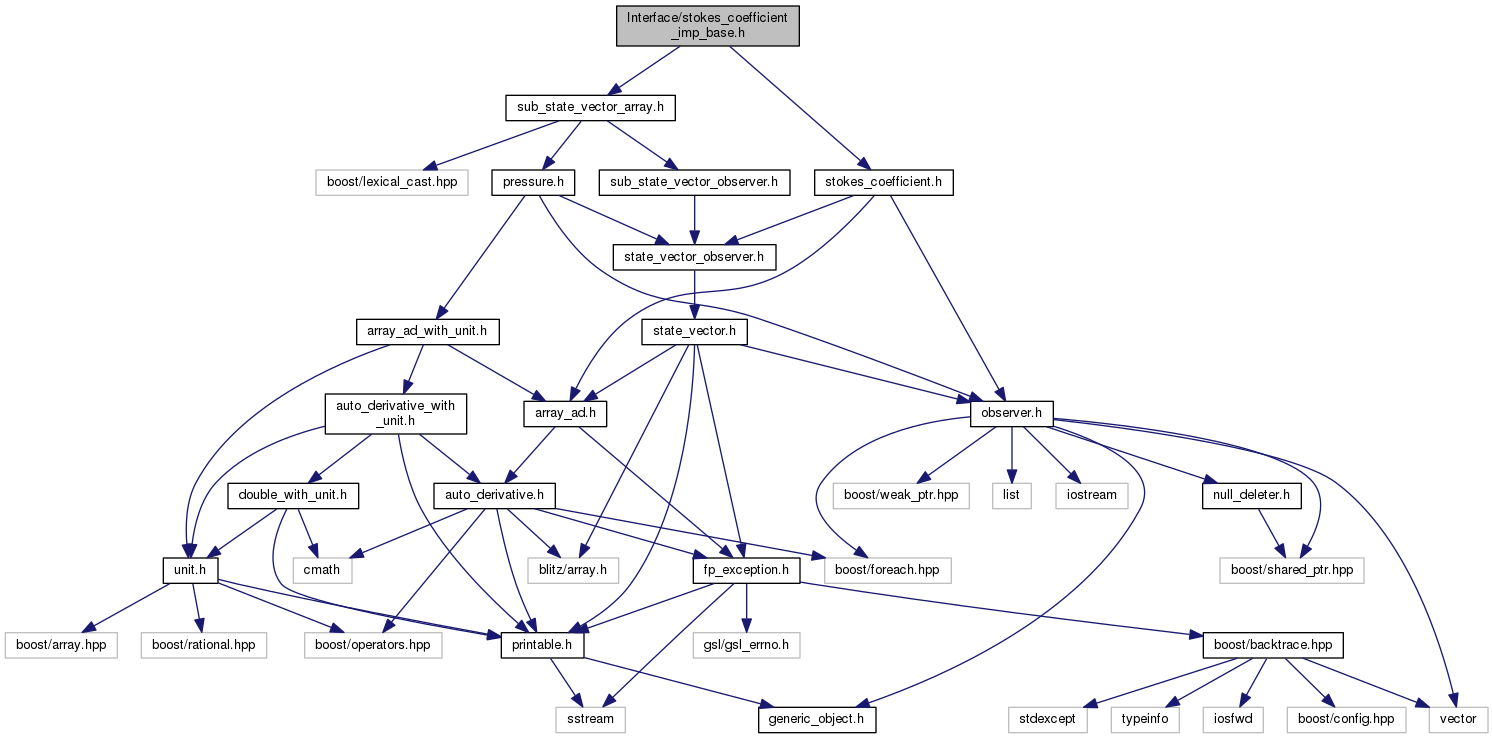 Interface/stokes_coefficient
_imp_base.h
sub_state_vector_array.h
boost/lexical_cast.hpp
pressure.h
sub_state_vector_observer.h
stokes_coefficient.h
state_vector_observer.h
array_ad_with_unit.h
state_vector.h
auto_derivative_with
_unit.h
array_ad.h
observer.h
double_with_unit.h
auto_derivative.h
boost/weak_ptr.hpp
list
iostream
null_deleter.h
unit.h
cmath
blitz/array.h
fp_exception.h
boost/foreach.hpp
boost/shared_ptr.hpp
boost/array.hpp
boost/rational.hpp
boost/operators.hpp
printable.h
gsl/gsl_errno.h
boost/backtrace.hpp
sstream
generic_object.h
stdexcept
typeinfo
iosfwd
boost/config.hpp
vector